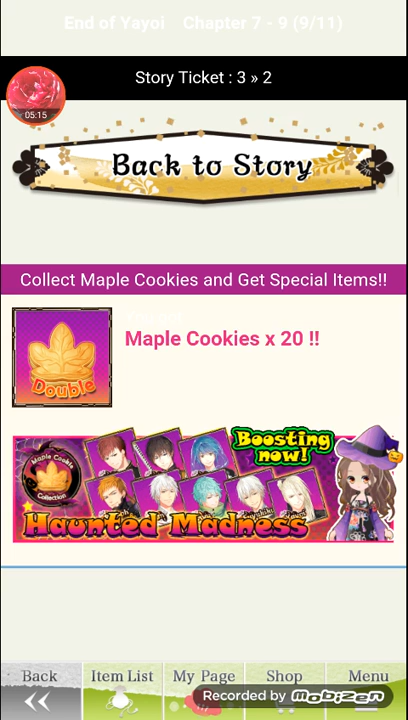 End of Yayoi Chapter 7 - 9 (9/11)
Story Ticket : 3 » 2
05:15
Back to Story
Collect Maple Cookies and Get Special Items!!
You got
Maple Cookies x 20 !!
Double
Maple Cookie
Collection
Boosting
now!
Haunted Madness
Back
Item List
My Page
Shop
Menu
Recorded by MOBIZEN